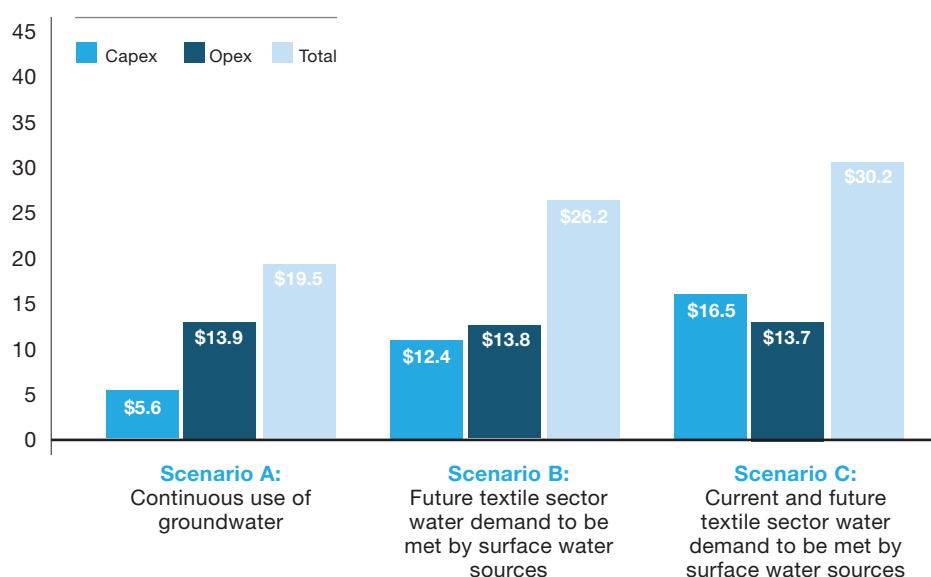 45
40
35
30
25
20
15
10
5
0
Capex
Opex
Total
$5.6
$13.9
$19.5
$12.4
$13.8
$26.2
$16.5
$13.7
$30.2
Scenario A:
Continuous use of
groundwater
Scenario B:
Future textile sector
water demand to be
met by surface water
sources
Scenario C:
Current and future
textile sector water
demand to be met by
surface water sources